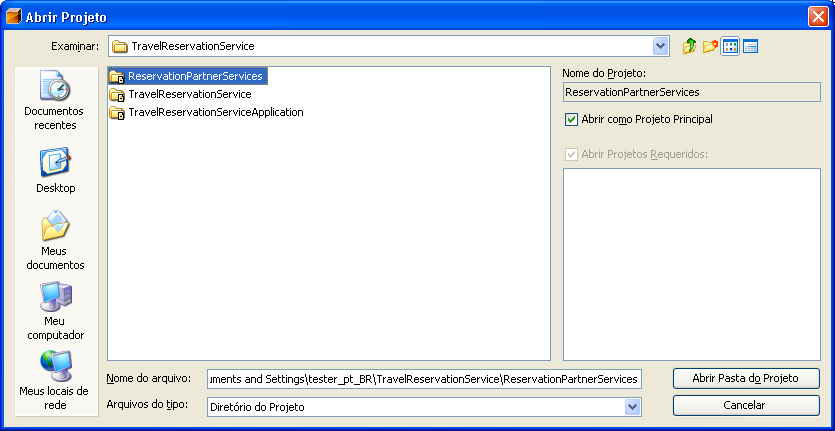 Abrir Projeto
Examinar:
TravelReservationService
Documentos
recentes
Desktop
Meus
documentos
Meu
computador
Meus locais de
rede
ReservationPartnerServices
TravelReservationService
TravelReservationServiceApplication
Nome do Projeto:
ReservationPartnerServices
Abrir como Projeto Principal
Abrir Projetos Requeridos:
Nome do arquivo:
uments and Settings\tester_pt_BR\TravelReservationService\ReservationPartnerServices
Abrir Pasta do Projeto
Arquivos do tipo:
Diretório do Projeto
Cancelar